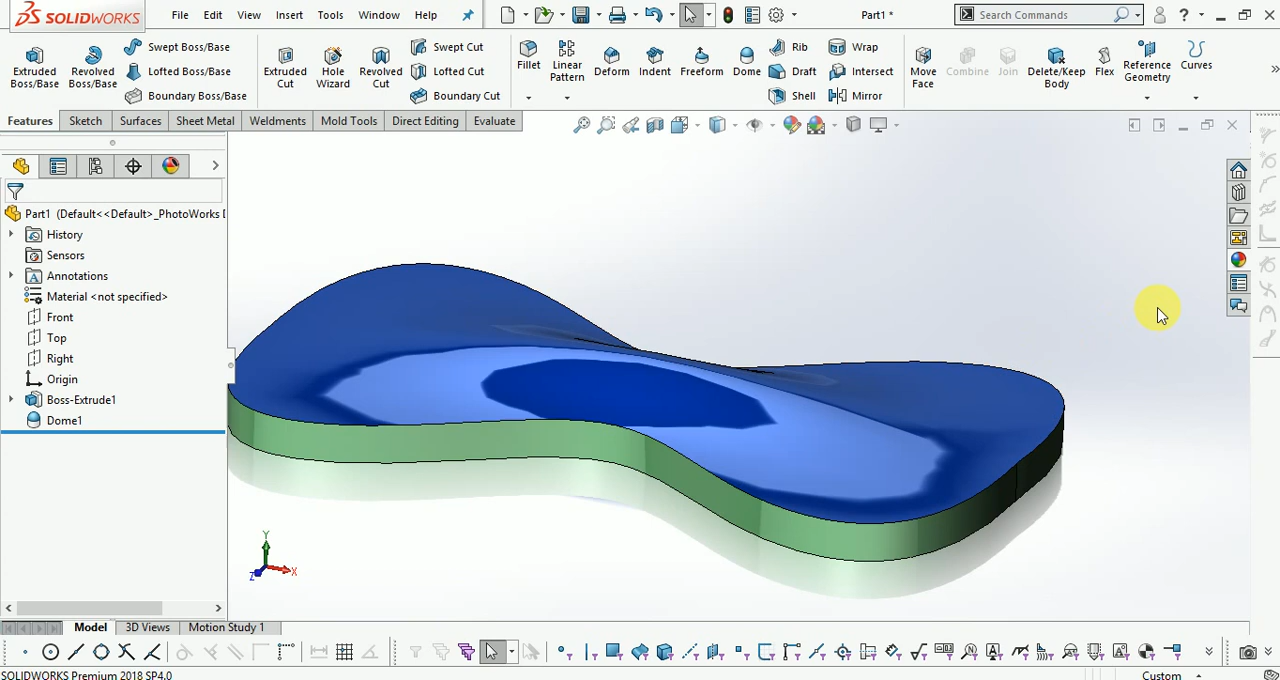 SOLIDWORKS File Edit View Insert Tools Window Help Part1 * Search Commands ?
Extruded Boss/Base Revolved Boss/Base Swept Boss/Base Lofted Boss/Base Boundary Boss/Base Extruded Cut Hole Wizard Revolved Cut Swept Cut Lofted Cut Boundary Cut Fillet Linear Pattern Deform Indent Freeform Dome Rib Draft Shell Wrap Intersect Mirror Move Face Combine Join Delete/Keep Body Flex Reference Geometry Curves
Features Sketch Surfaces Sheet Metal Weldments Mold Tools Direct Editing Evaluate
Part1 (Default<<Default>_PhotoWorks
History
Sensors
Annotations
Material <not specified>
Front
Top
Right
Origin
Boss-Extrude1
Dome1
Y
Z X
Model 3D Views Motion Study 1
SOLIDWORKS Premium 2018 SP4.0 Custom